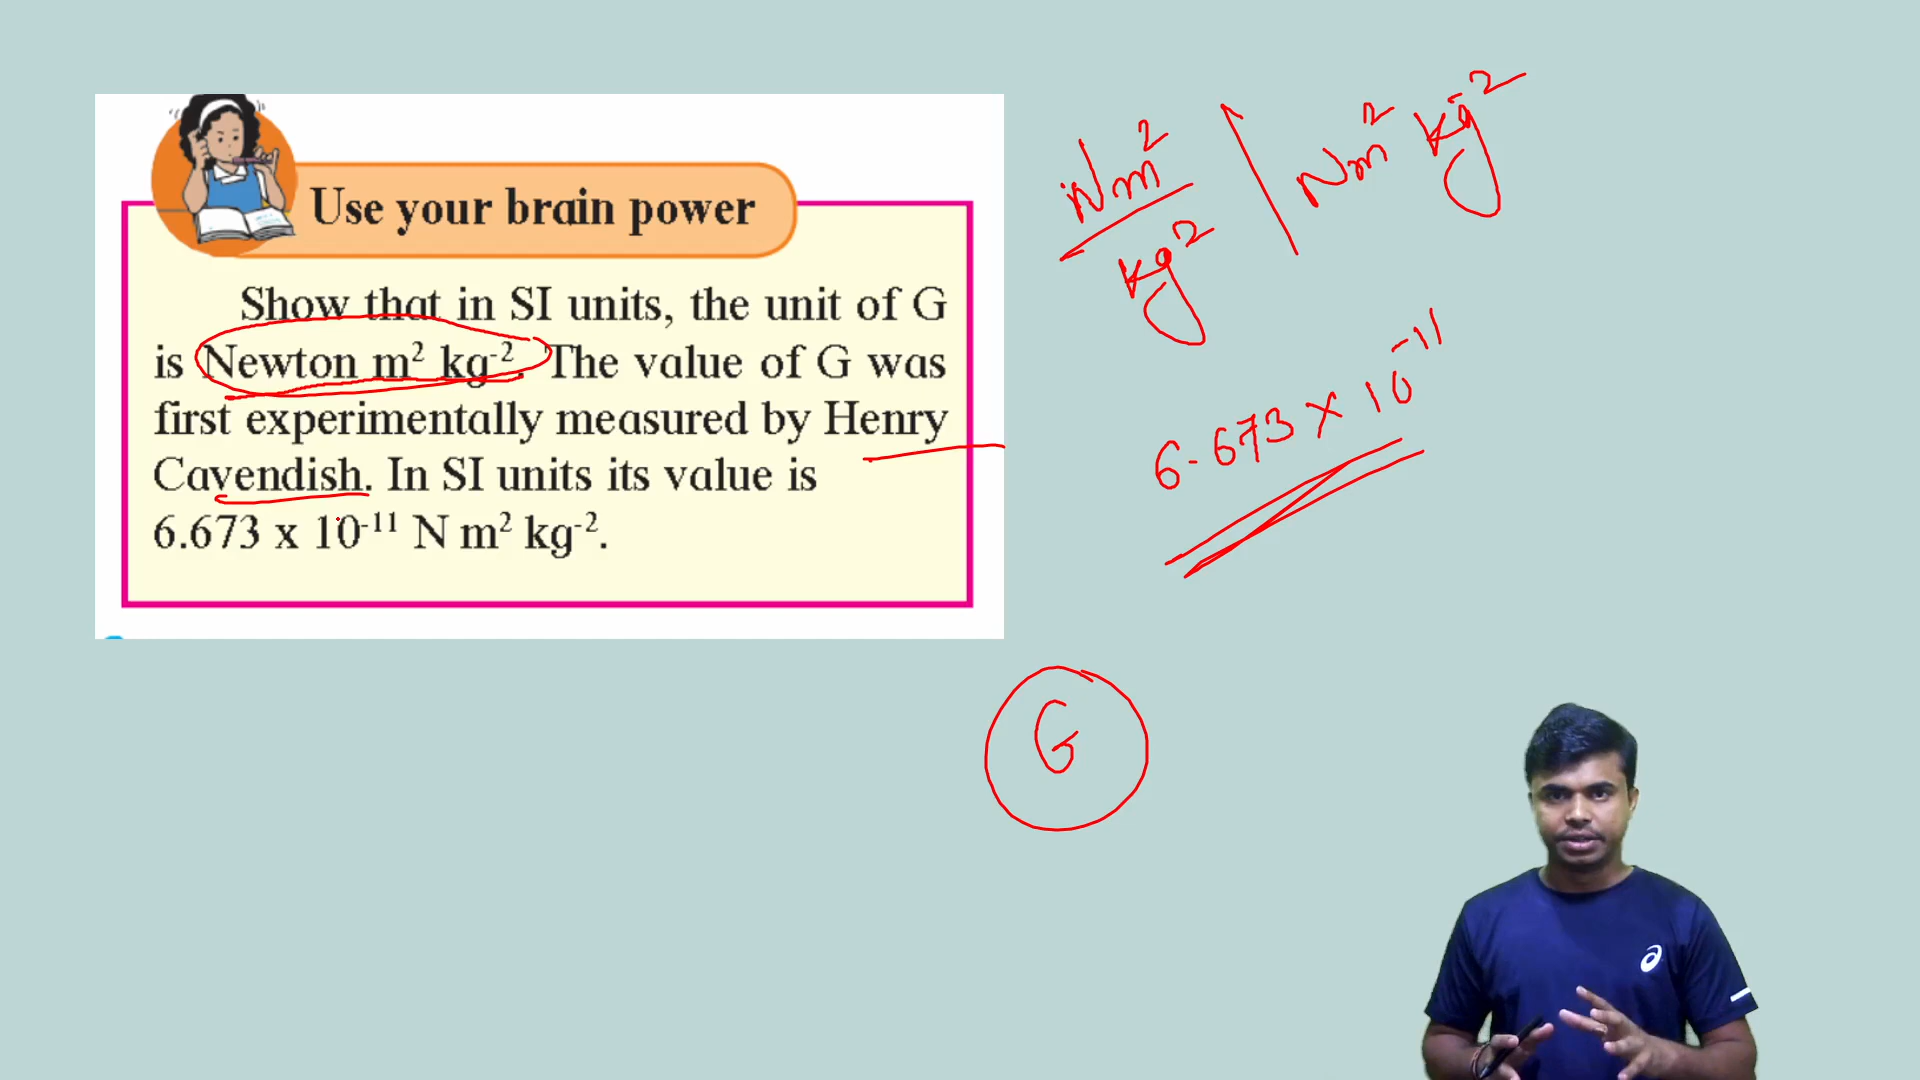 Use your brain power
Show that in SI units, the unit of G
is Newton m² kg⁻². The value of G was
first experimentally measured by Henry
Cavendish. In SI units its value is
6.673 x 10⁻¹¹ N m² kg⁻².
Nm²
kg²
Nm² kg⁻²
6.673 × 10⁻¹¹
G